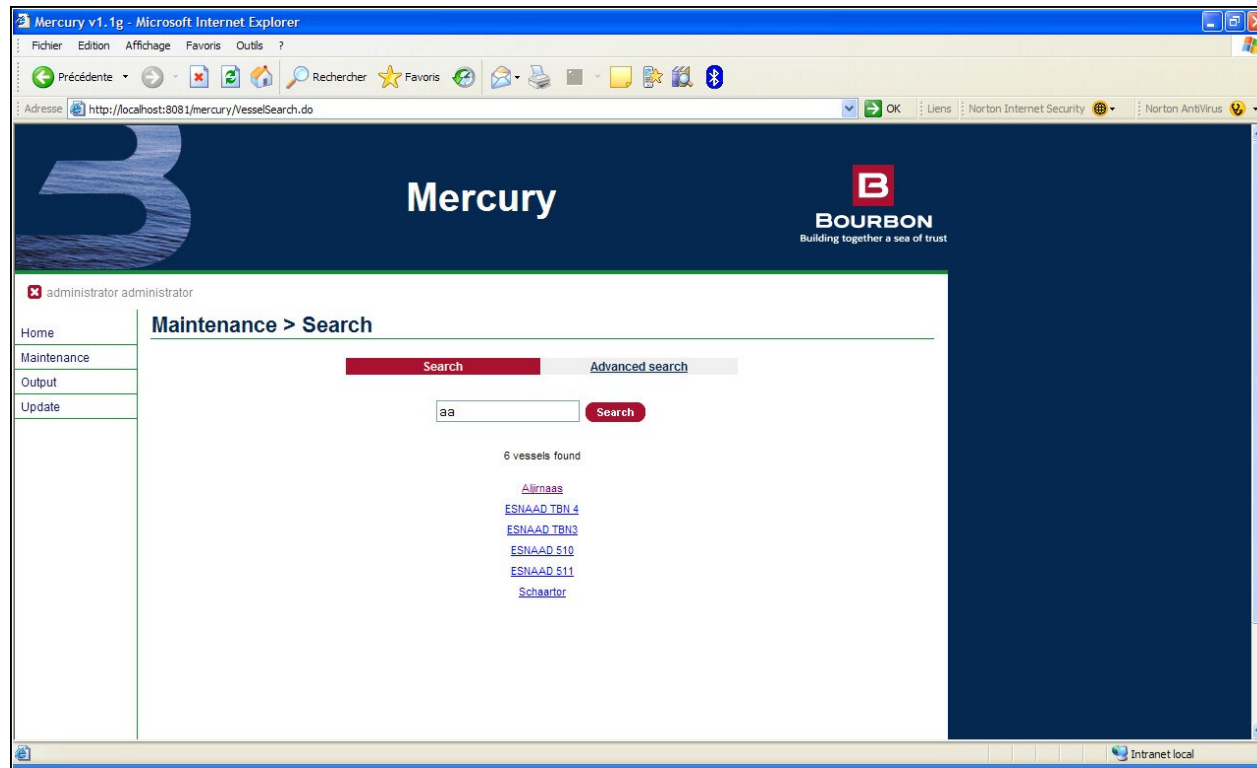 Mercury v1.1g - Microsoft Internet Explorer
Fichier Edition Affichage Favoris Outils ?
Précédente Rechercher Favoris
Adresse http://localhost:8081/mercury/VesselSearch.do OK Liens Norton Internet Security Norton AntiVirus
Mercury
B
BOURBON
Building together a sea of trust
administrator administrator
Home
Maintenance
Output
Update
Maintenance > Search
Search Advanced search
aa Search
6 vessels found
Aljirnaas
ESNAAD TBN 4
ESNAAD TBN3
ESNAAD 510
ESNAAD 511
Schaartor
Intranet local